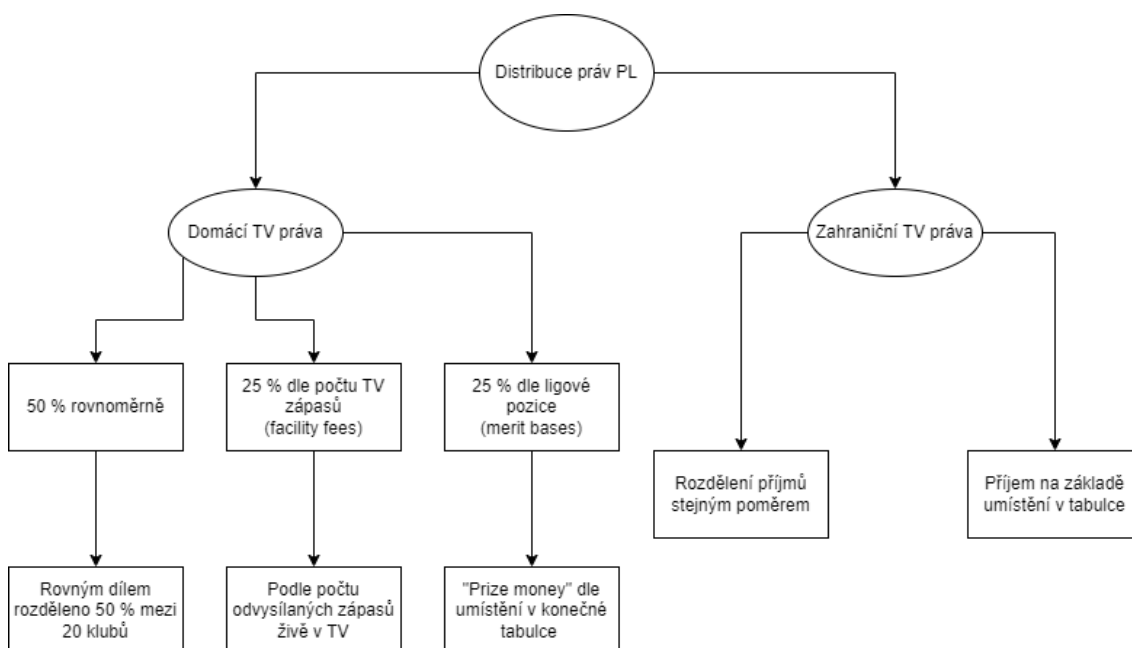 Distribuce práv PL
Domácí TV práva
Zahraniční TV práva
50 % rovnoměrně
25 % dle počtu TV
zápasů
(facility fees)
25 % dle ligové
pozice
(merit bases)
Rozdělení příjmů
stejným poměrem
Příjem na základě
umístění v tabulce
Rovným dílem
rozděleno 50 % mezi
20 klubů
Podle počtu
odvysílaných zápasů
živě v TV
"Prize money" dle
umístění v konečné
tabulce